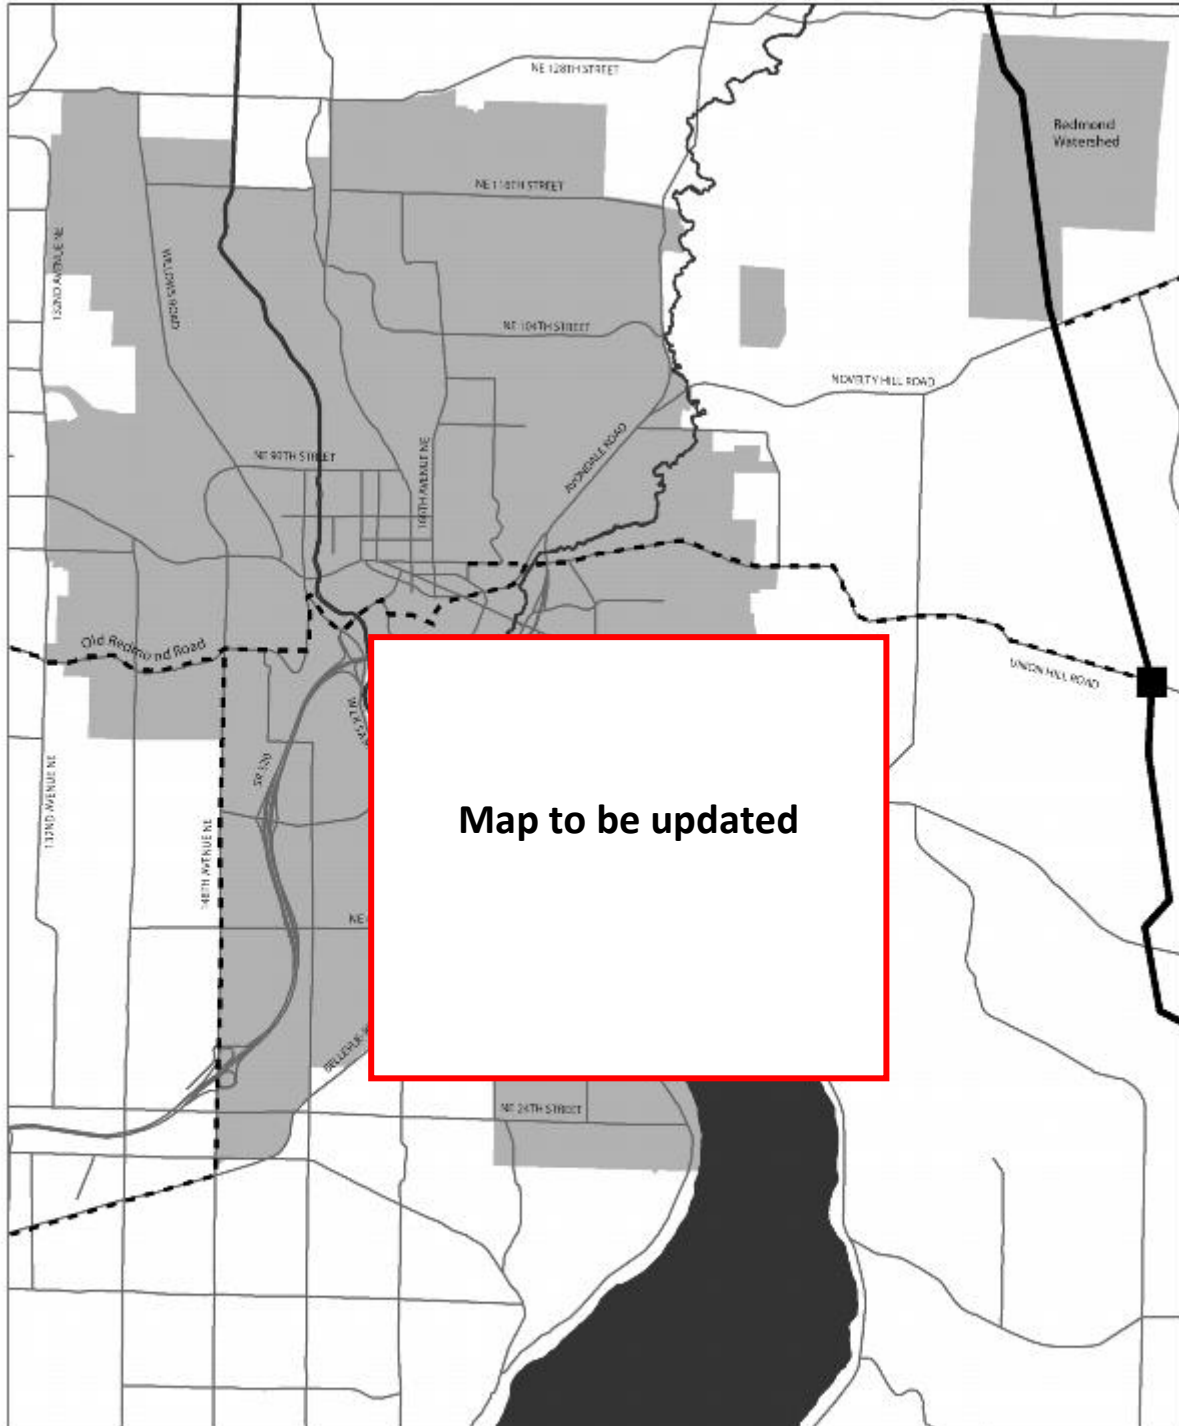 NE 128TH STREET
Redmond
Watershed
NE 116TH STREET
132ND AVENUE NE
WILLOWS ROAD
NE 104TH STREET
NOVELTY HILL ROAD
AVONDALE ROAD
166TH AVENUE NE
NE 90TH STREET
Old Redmond Road
UNION HILL ROAD
SR 520
132ND AVENUE NE
148TH AVENUE NE
Map to be updated
NE
NE 24TH STREET